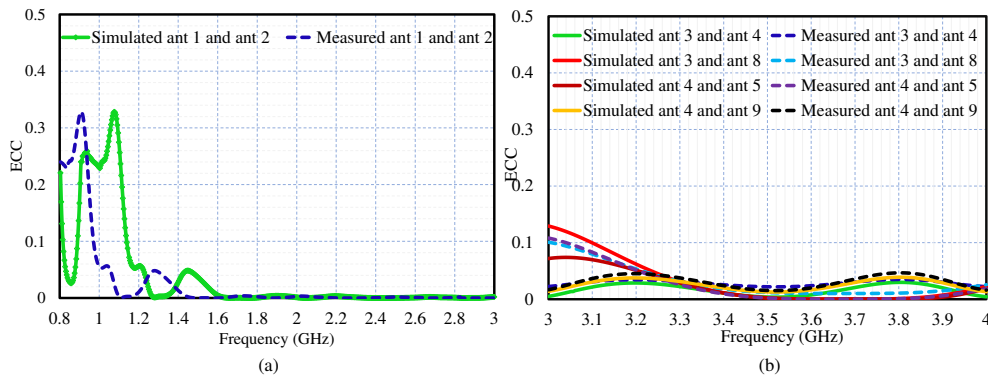 0.5
Simulated ant 1 and ant 2 Measured ant 1 and ant 2
0.4
0.3
ECC
0.2
0.1
0
0.8 1 1.2 1.4 1.6 1.8 2 2.2 2.4 2.6 2.8 3
Frequency (GHz)
(a)
0.5
Simulated ant 3 and ant 4 Measured ant 3 and ant 4
Simulated ant 3 and ant 8 Measured ant 3 and ant 8
0.4
Simulated ant 4 and ant 5 Measured ant 4 and ant 5
Simulated ant 4 and ant 9 Measured ant 4 and ant 9
0.3
ECC
0.2
0.1
0
3 3.1 3.2 3.3 3.4 3.5 3.6 3.7 3.8 3.9 4
Frequency (GHz)
(b)